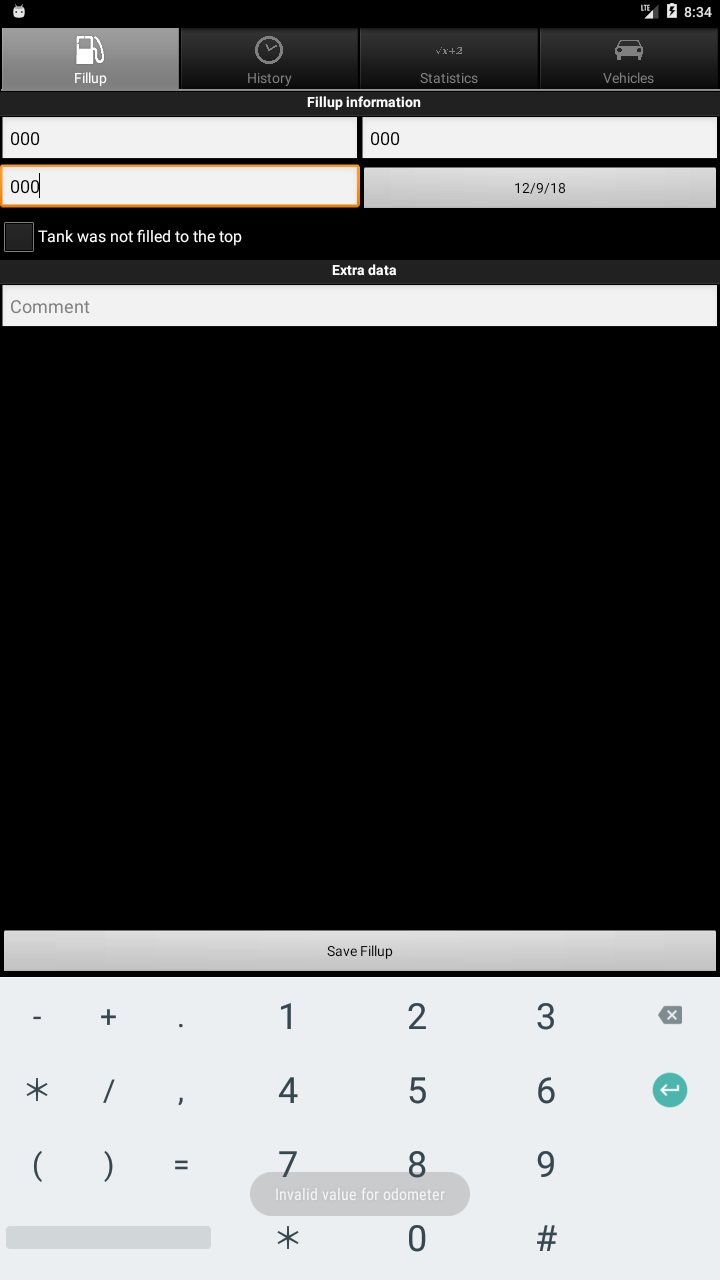 LTE 8:34
Fillup
History
√x+2
Statistics
Vehicles
Fillup information
000
000
000
12/9/18
Tank was not filled to the top
Extra data
Comment
Save Fillup
- + . 1 2 3
* / , 4 5 6
( ) = 7 8 9
Invalid value for odometer
* 0 #